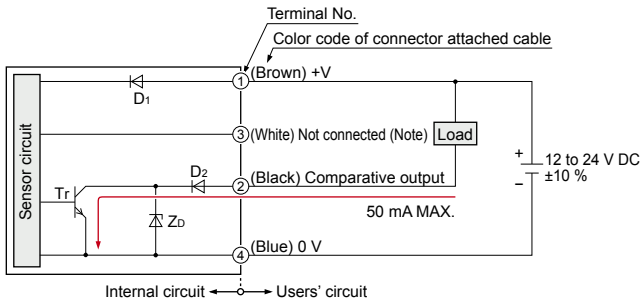 Terminal No.
Color code of connector attached cable
1 (Brown) +V
D1
3 (White) Not connected (Note)
Load
Sensor circuit
D2
Tr
2 (Black) Comparative output
+
12 to 24 V DC
±10 %
−
ZD
50 mA MAX.
4 (Blue) 0 V
Internal circuit
Users' circuit